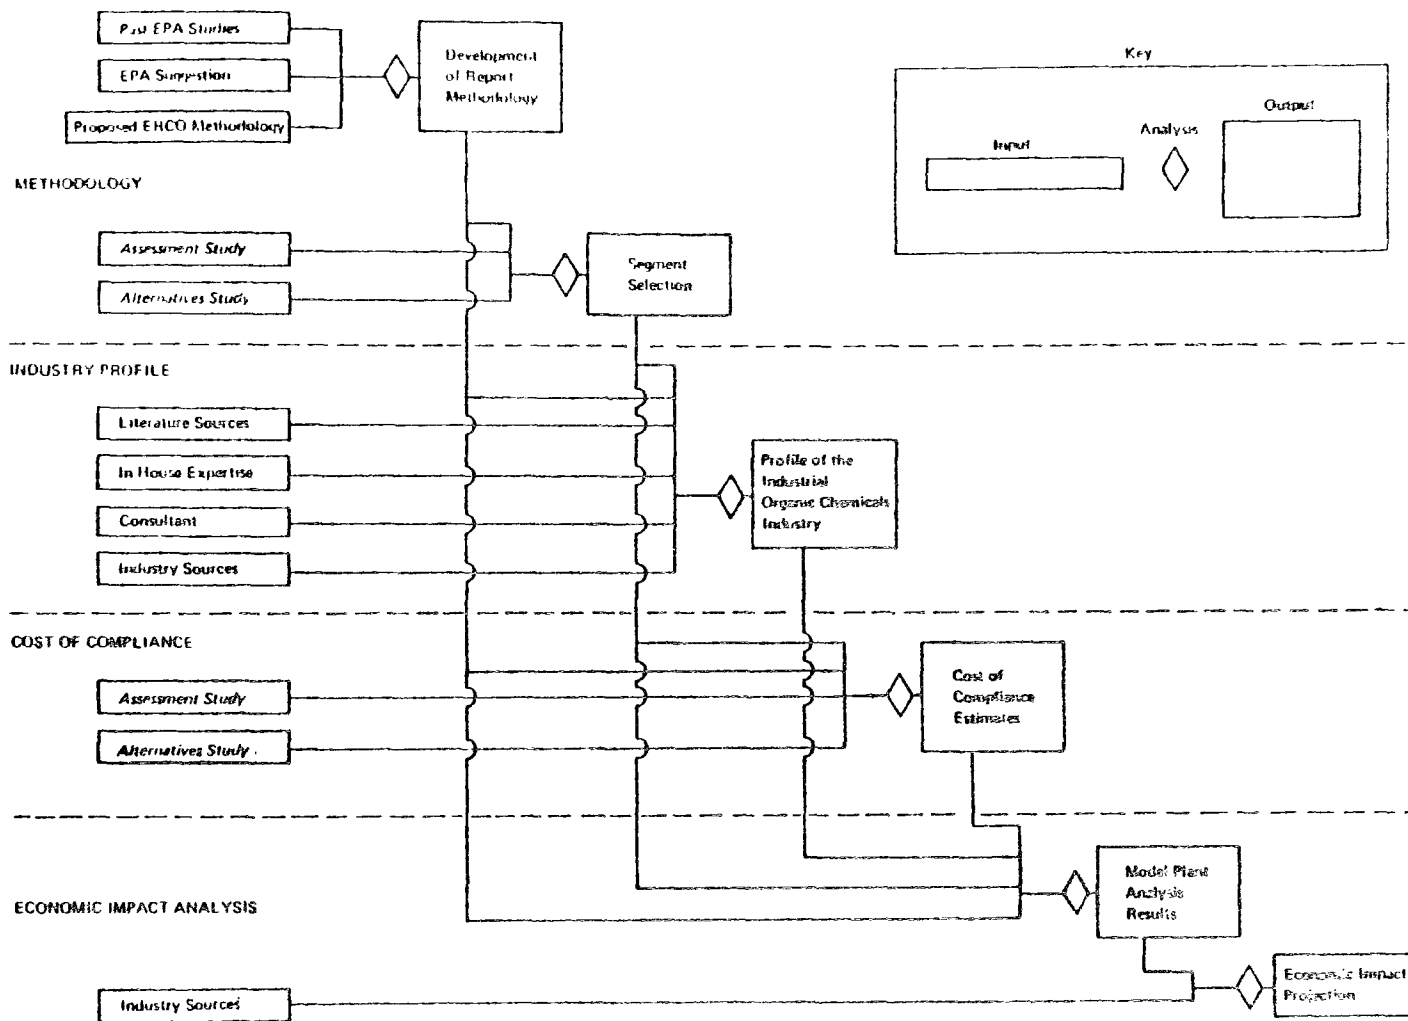 Past EPA Studies
EPA Suggestion
Proposed ERCO Methodology
Development
of Report
Methodology
Key
Input
Analysis
Output
METHODOLOGY
Assessment Study
Alternatives Study
Segment
Selection
INDUSTRY PROFILE
Literature Sources
In House Expertise
Consultant
Industry Sources
Profile of the
Industrial
Organic Chemicals
Industry
COST OF COMPLIANCE
Assessment Study
Alternatives Study
Cost of
Compliance
Estimates
ECONOMIC IMPACT ANALYSIS
Model Plant
Analysis
Results
Industry Sources
Economic Impact
Projection